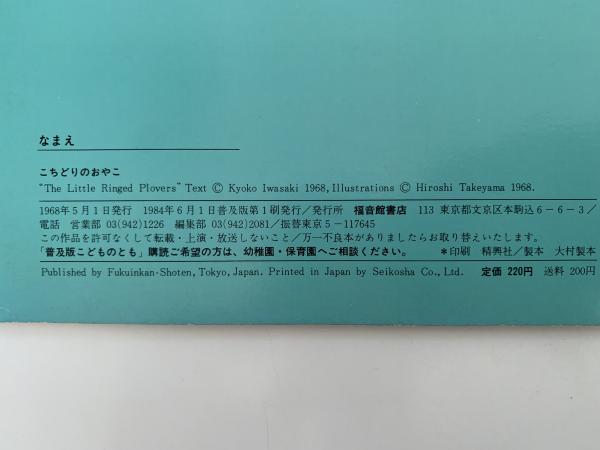 なまえ
こちどりのおやこ
"The Little Ringed Plovers" Text © Kyoko Iwasaki 1968, Illustrations © Hiroshi Takeyama 1968.
1968年5月1日発行 1984年6月1日普及版第1刷発行／発行所 福音館書店 113 東京都文京区本駒込6-6-3／
電話 営業部 03(942)1226 編集部 03(942)2081／振替東京5-117645
この作品を許可なくして転載・上演・放送しないこと／万一不良本がありましたらお取り替えいたします。
「普及版こどものとも」購読ご希望の方は、幼稚園・保育園へご相談ください。 *印刷 精興社／製本 大村製本
Published by Fukuinkan-Shoten, Tokyo, Japan. Printed in Japan by Seikosha Co., Ltd. 定価 220円 送料 200円